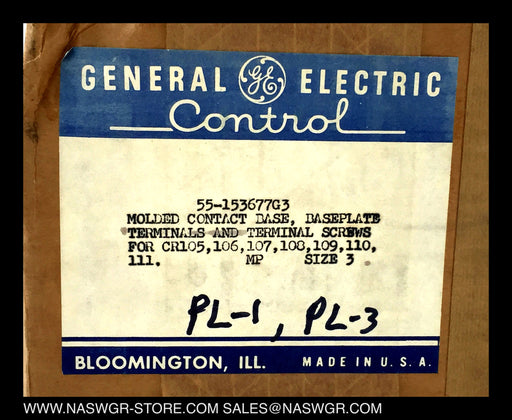 GENERAL GE ELECTRIC
Control
55-153677G3
MOLDED CONTACT BASE, BASEPLATE
TERMINALS AND TERMINAL SCREWS
FOR CR105,106,107,108,109,110,
111. MP SIZE 3 .
PL-1, PL-3
BLOOMINGTON, ILL. MADE IN U.S.A.
WWW.NASWGR-STORE.COM SALES@NASWGR.COM